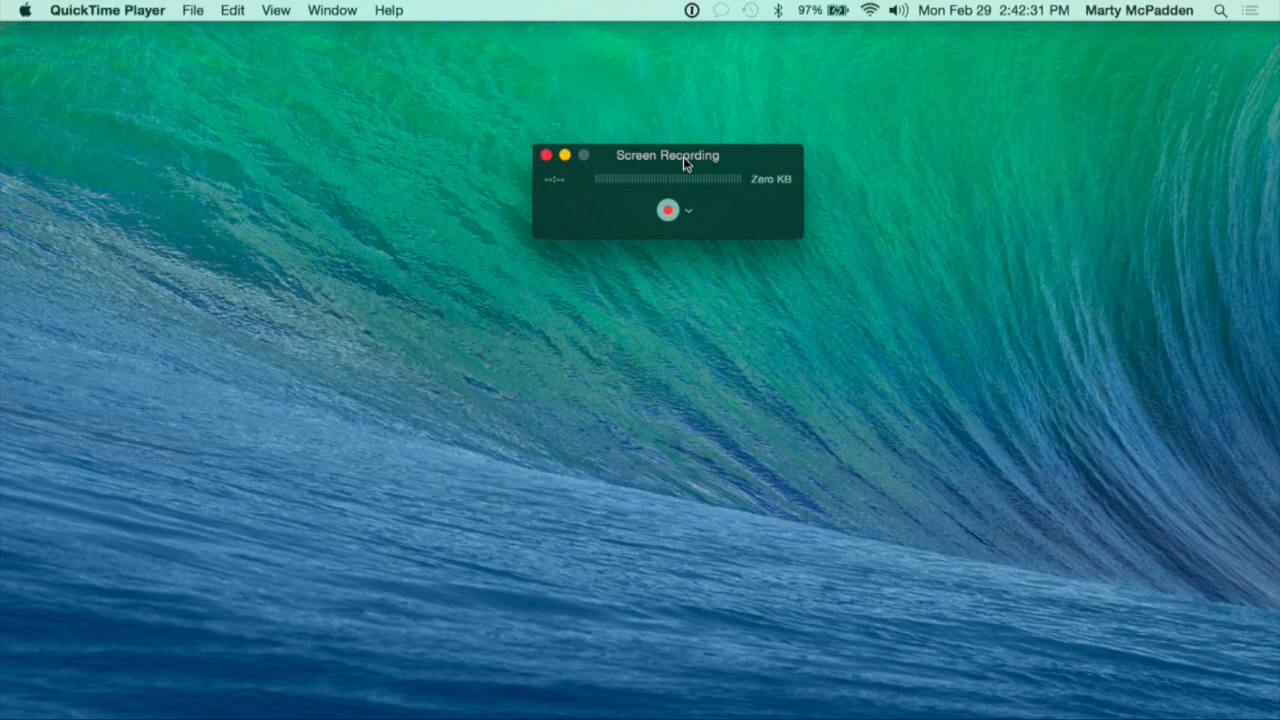 QuickTime Player File Edit View Window Help 97% Mon Feb 29 2:42:31 PM Marty McPadden
Screen Recording
--:-- Zero KB